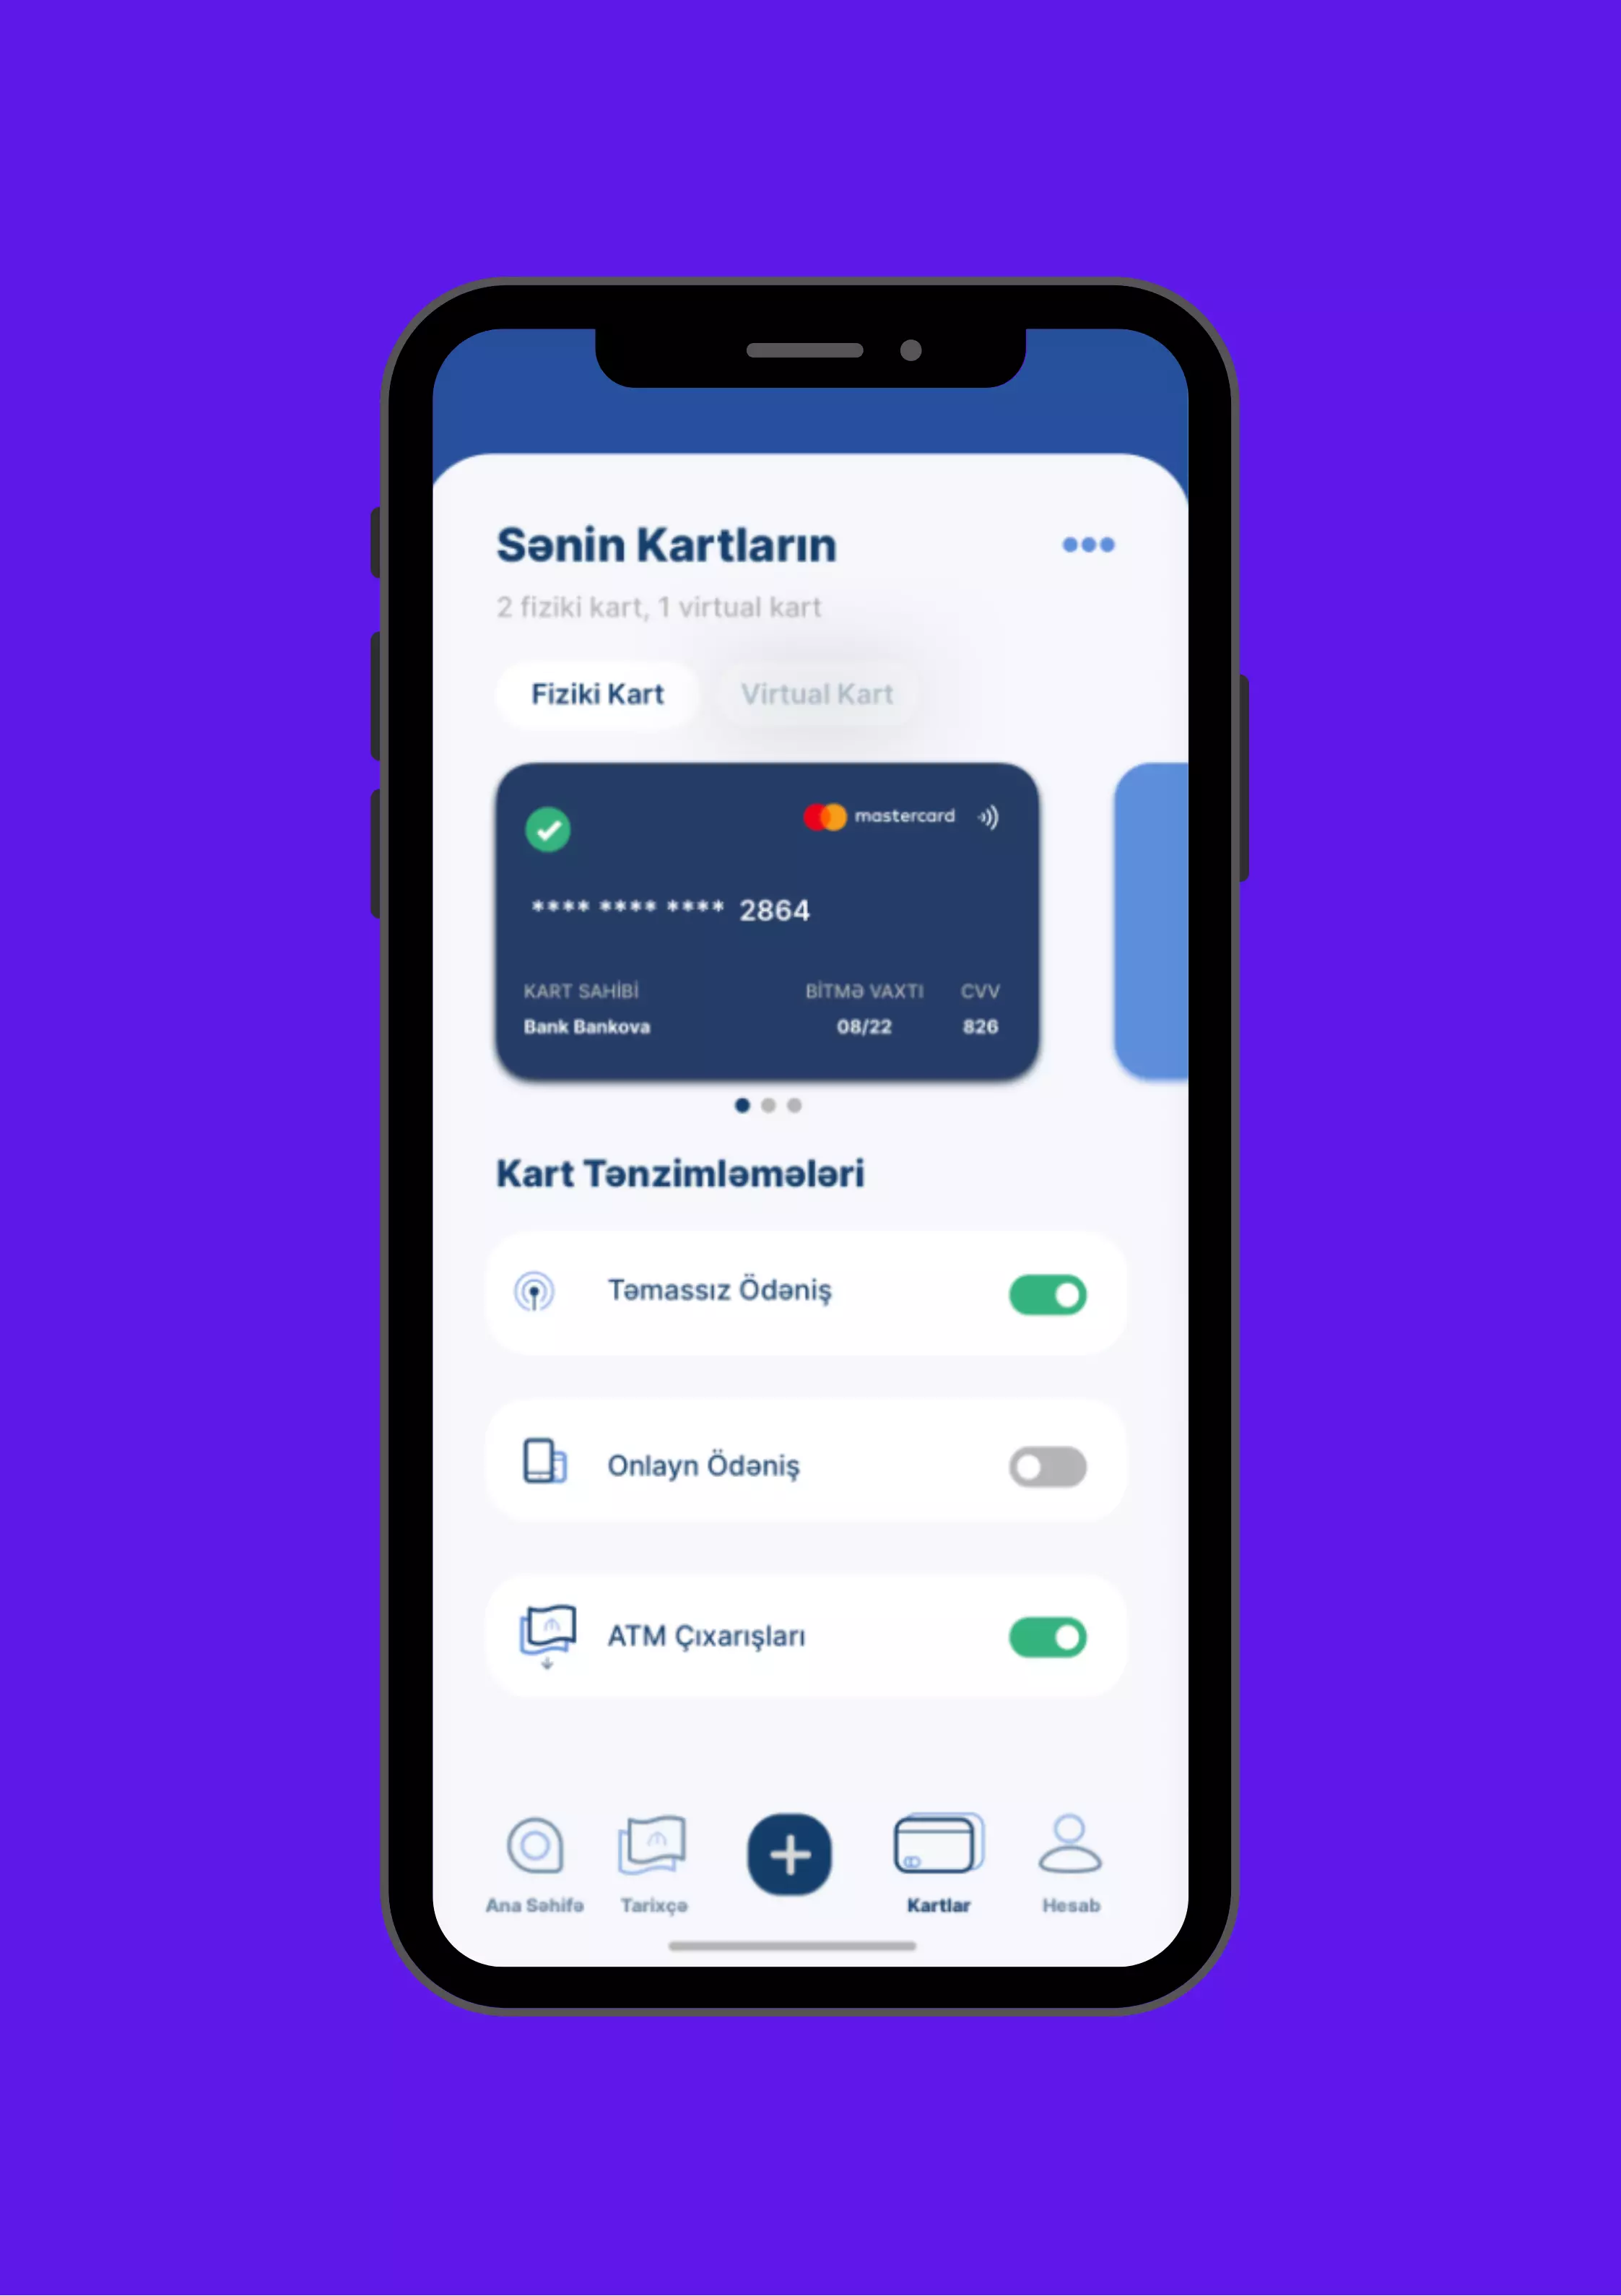 Sənin Kartların
2 fiziki kart, 1 virtual kart
Fiziki Kart Virtual Kart
mastercard
**** **** **** 2864
KART SAHİBİ BİTMƏ VAXTI CVV
Bank Bankova 08/22 826
Kart Tənzimləmələri
Təmassız Ödəniş
Onlayn Ödəniş
ATM Çıxarışları
Ana Səhifə Tarixçə Kartlar Hesab